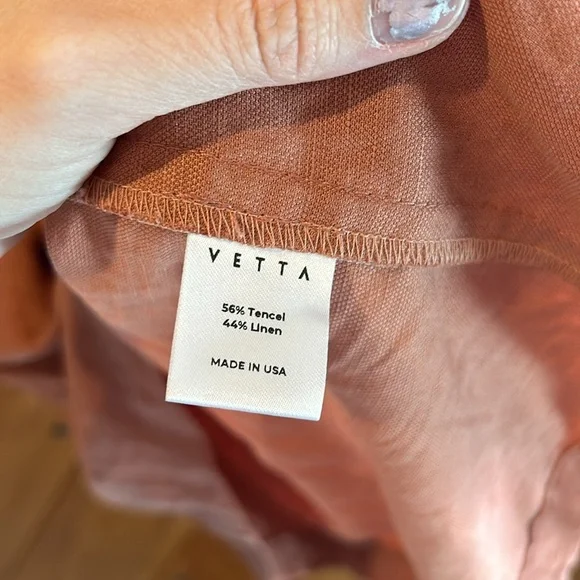 VETTA
56% Tencel
44% Linen
MADE IN USA